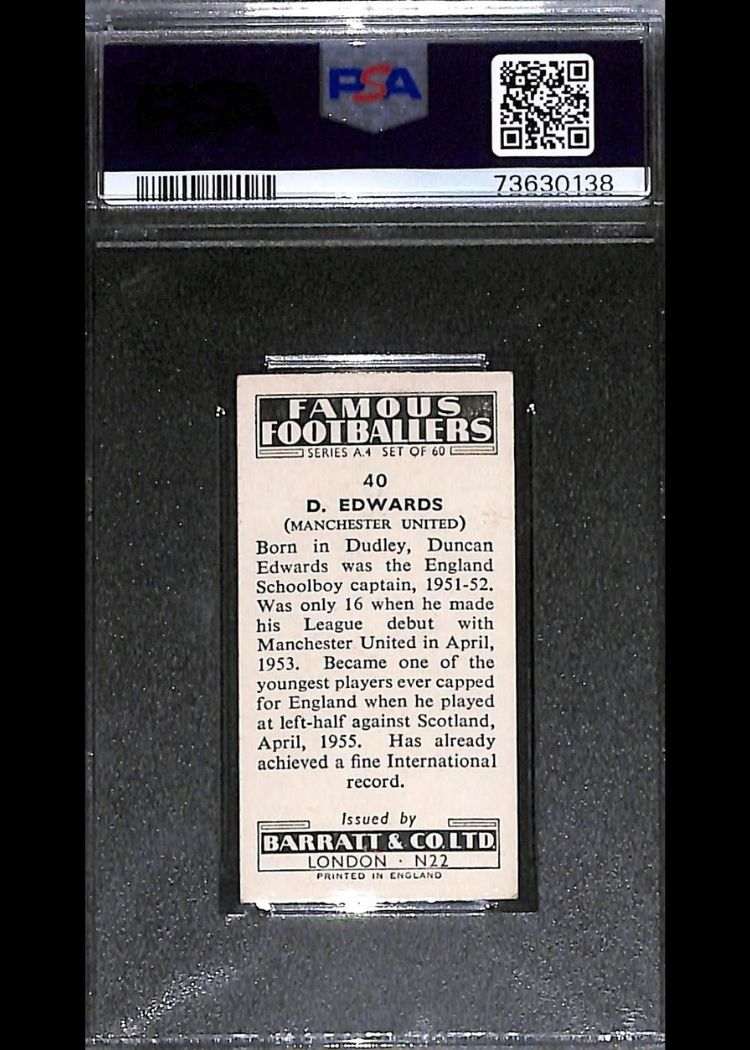 PSA
73630138
FAMOUS
FOOTBALLERS
SERIES A.4 SET OF 60
40
D. EDWARDS
(MANCHESTER UNITED)
Born in Dudley, Duncan
Edwards was the England
Schoolboy captain, 1951-52.
Was only 16 when he made
his League debut with
Manchester United in April,
1953. Became one of the
youngest players ever capped
for England when he played
at left-half against Scotland,
April, 1955. Has already
achieved a fine International
record.
Issued by
BARRATT & CO. LTD.
LONDON · N22
PRINTED IN ENGLAND